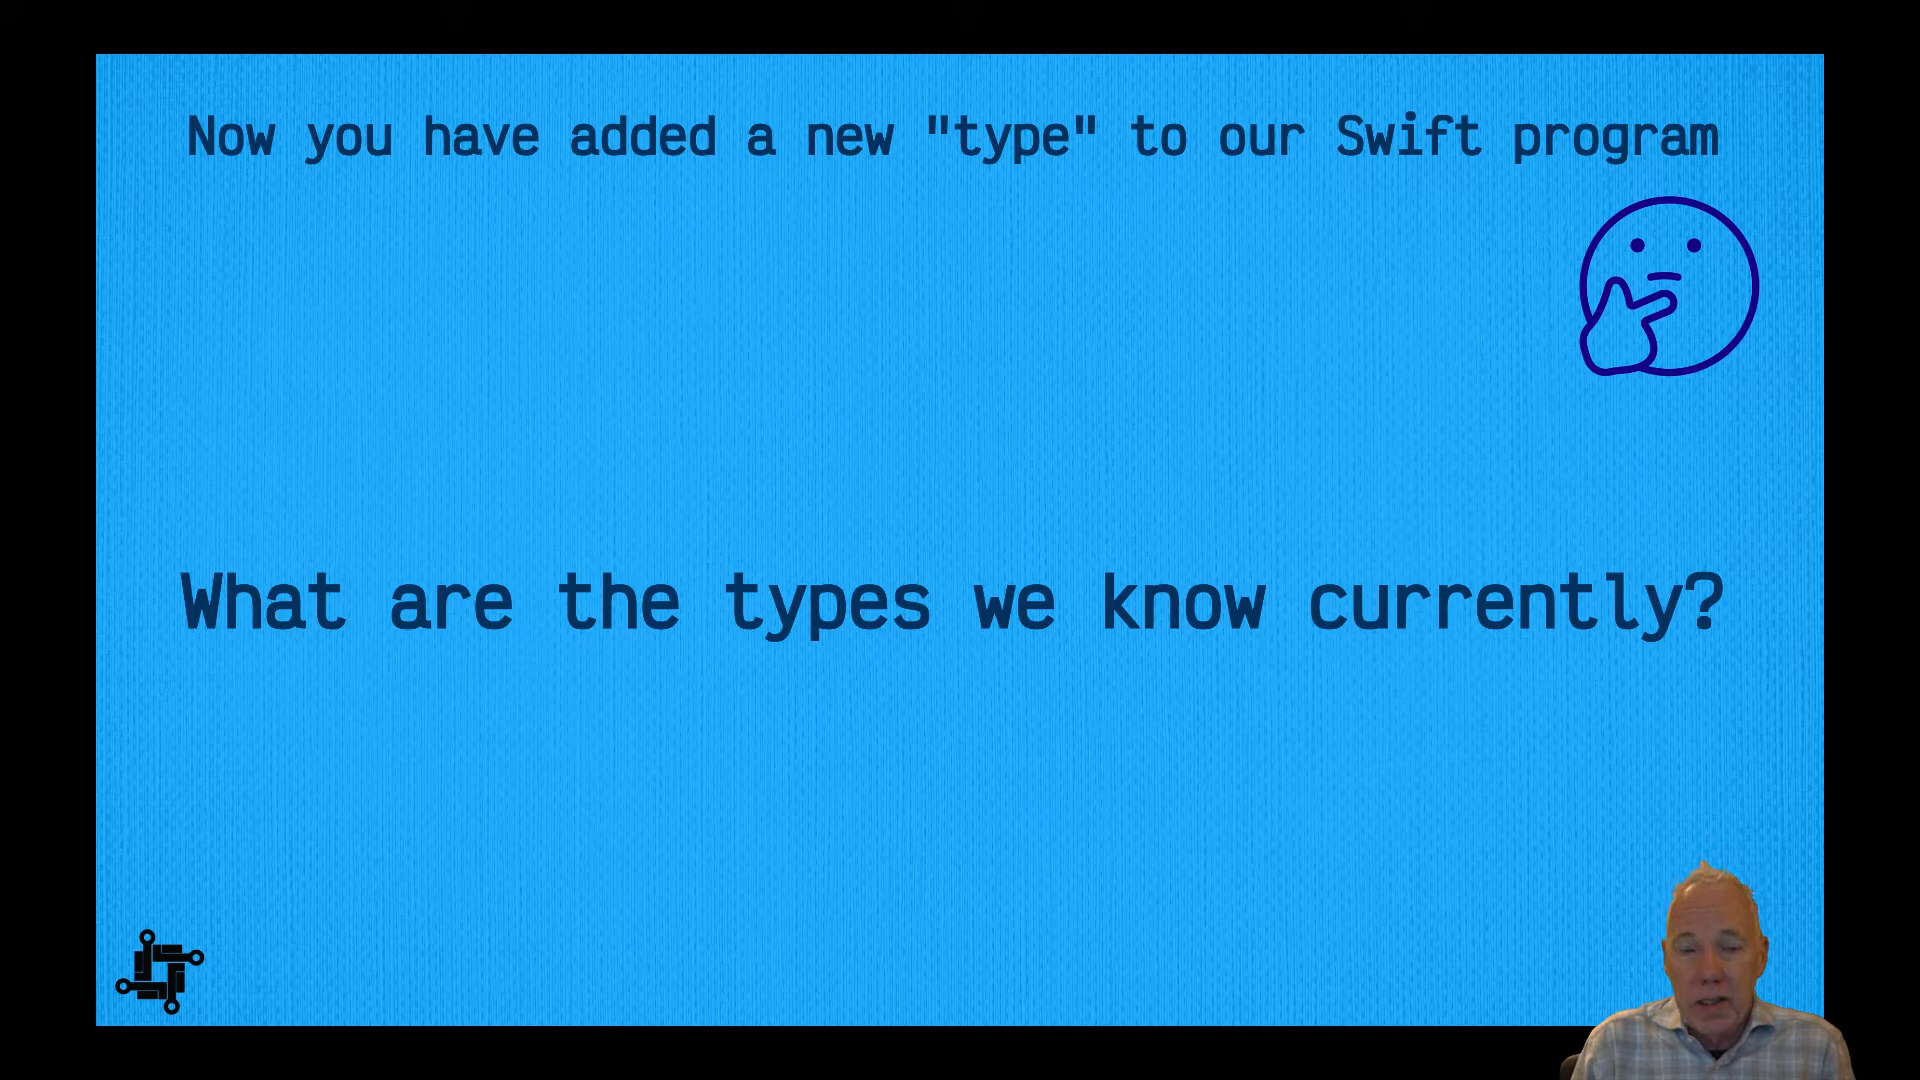 Now you have added a new "type" to our Swift program
What are the types we know currently?